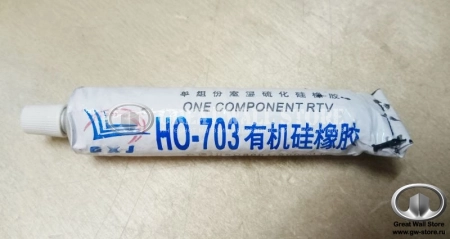 单组份室温硫化硅橡胶
ONE COMPONENT RTV
HO-703有机硅橡胶
Great Wall Store
www.gw-store.ru